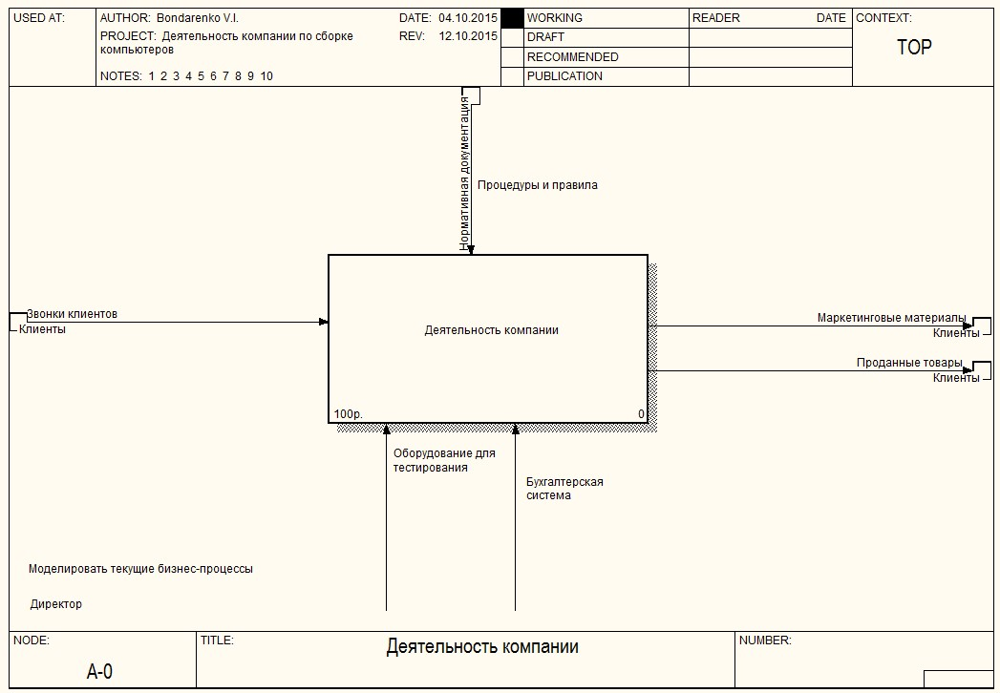 USED AT:
AUTHOR: Bondarenko V.I.
DATE: 04.10.2015
PROJECT: Деятельность компании по сборке
компьютеров
REV: 12.10.2015
NOTES: 1 2 3 4 5 6 7 8 9 10
WORKING
DRAFT
RECOMMENDED
PUBLICATION
READER
DATE
CONTEXT:
TOP
Нормативная документация
Процедуры и правила
Звонки клиентов
Клиенты
Деятельность компании
100р.
0
Маркетинговые материалы
Клиенты
Проданные товары
Клиенты
Оборудование для
тестирования
Бухгалтерская
система
Моделировать текущие бизнес-процессы
Директор
NODE:
A-0
TITLE:
Деятельность компании
NUMBER: